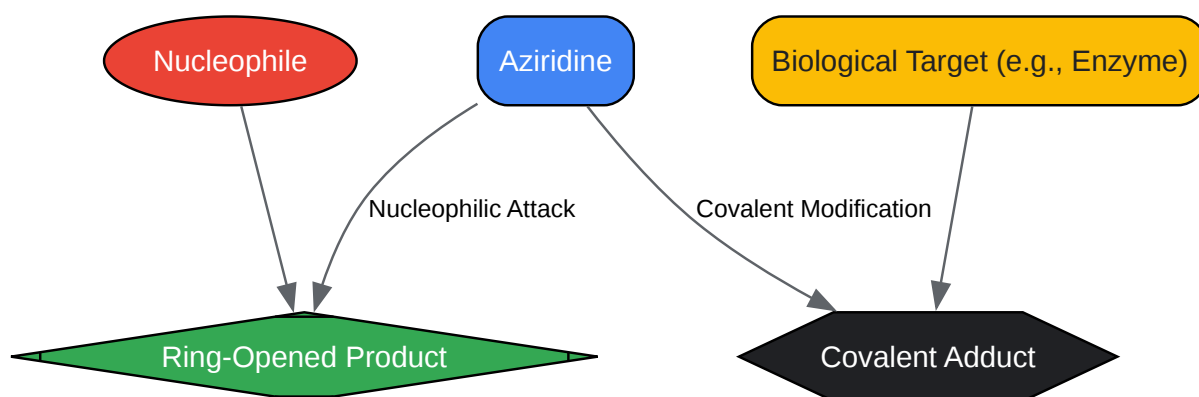 Nucleophile
Aziridine
Biological Target (e.g., Enzyme)
Nucleophilic Attack
Covalent Modification
Ring-Opened Product
Covalent Adduct